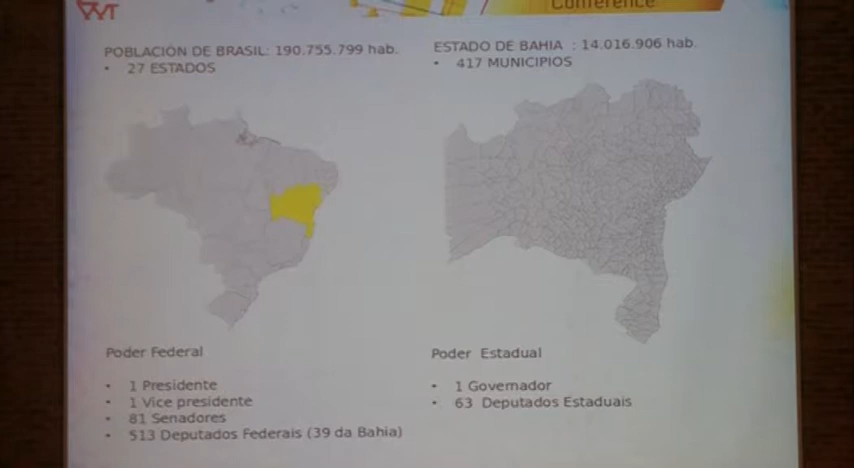 Conference
POBLACIÓN DE BRASIL: 190.755.799 hab.
• 27 ESTADOS
ESTADO DE BAHIA : 14.016.906 hab.
• 417 MUNICIPIOS
Poder Federal
• 1 Presidente
• 1 Vice presidente
• 81 Senadores
• 513 Deputados Federais (39 da Bahia)
Poder Estadual
• 1 Governador
• 63 Deputados Estaduais